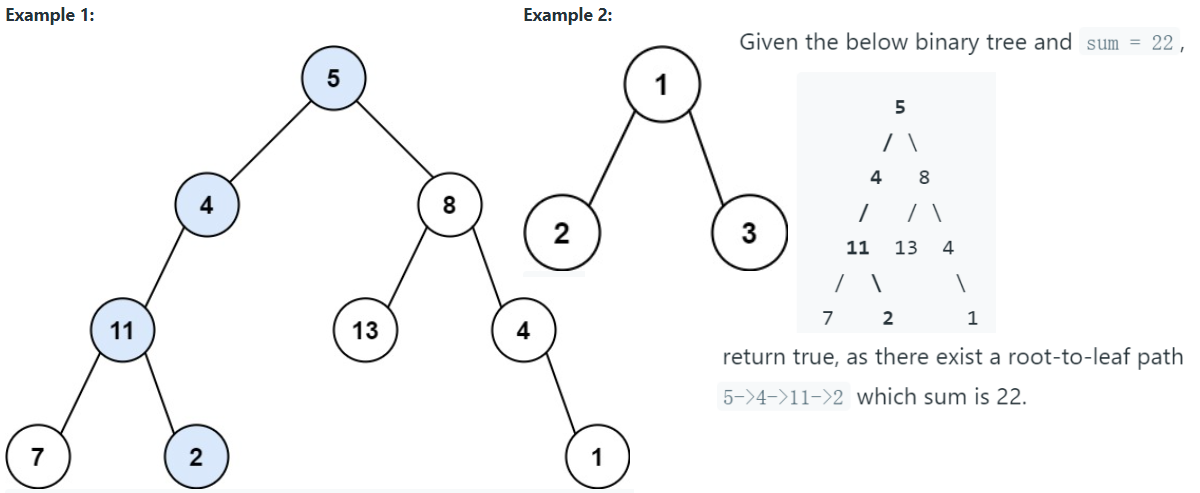 Example 1:
5
4 8
11 13 4
7 2 1
Example 2:
1
2 3
Given the below binary tree and sum = 22 ,
5
/ \
4 8
/ / \
11 13 4
/ \ \
7 2 1
return true, as there exist a root-to-leaf path
5->4->11->2 which sum is 22.